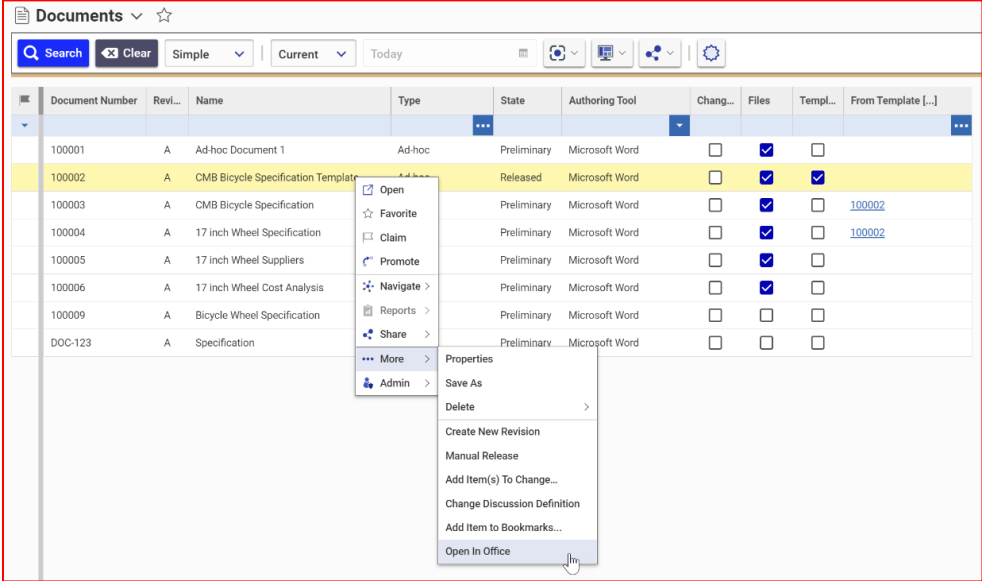 Documents
Search Clear Simple Current Today
Document Number Revi... Name Type State Authoring Tool Chang... Files Templ... From Template [...]
100001 A Ad-hoc Document 1 Ad-hoc Preliminary Microsoft Word
100002 A CMB Bicycle Specification Template Ad-hoc Released Microsoft Word
100003 A CMB Bicycle Specification Preliminary Microsoft Word 100002
100004 A 17 inch Wheel Specification Preliminary Microsoft Word 100002
100005 A 17 inch Wheel Suppliers Preliminary Microsoft Word
100006 A 17 inch Wheel Cost Analysis Preliminary Microsoft Word
100009 A Bicycle Wheel Specification Preliminary Microsoft Word
DOC-123 A Specification Preliminary Microsoft Word
Open
Favorite
Claim
Promote
Navigate >
Reports >
Share >
More >
Admin >
Properties
Save As
Delete >
Create New Revision
Manual Release
Add Item(s) To Change...
Change Discussion Definition
Add Item to Bookmarks...
Open In Office